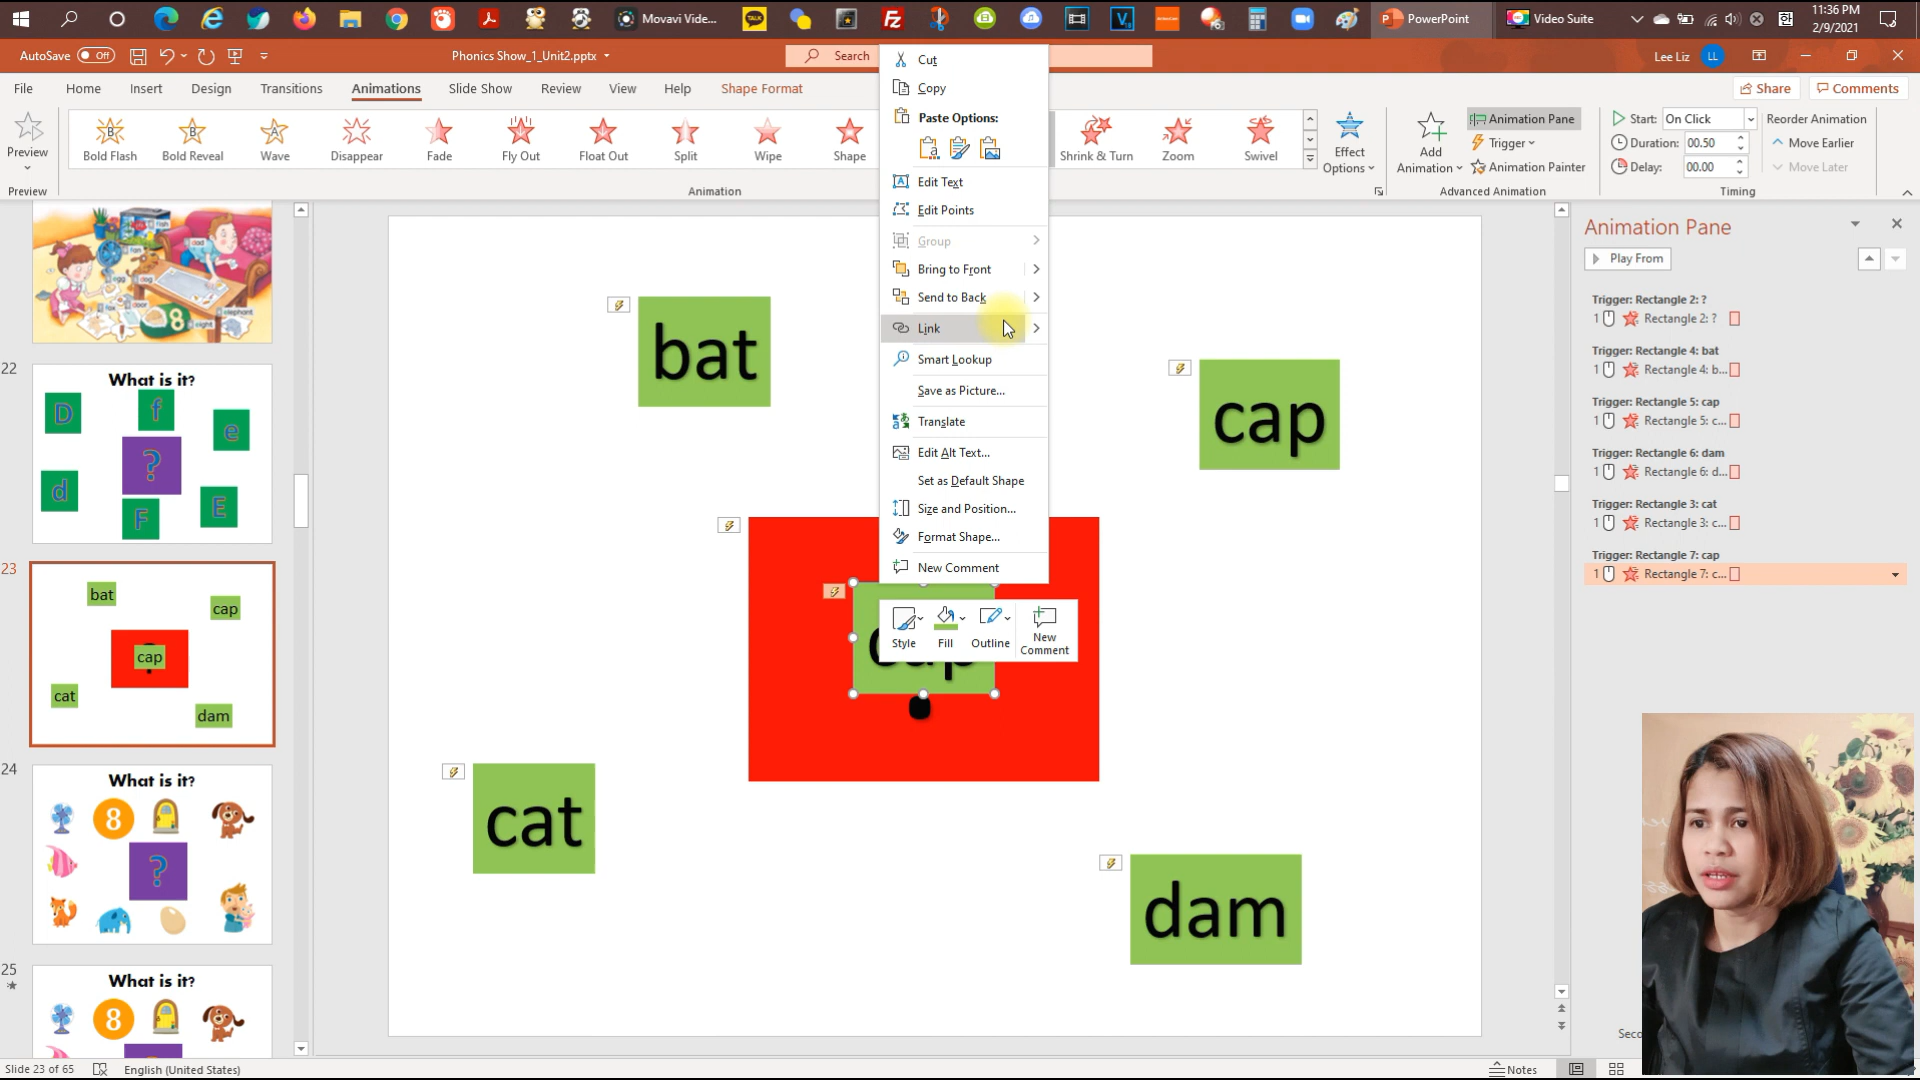 Movavi Vide...
PowerPoint
Video Suite
11:36 PM
2/9/2021
AutoSave
Off
Phonics Show_1_Unit2.pptx
Search
Lee Liz
LL
File
Home
Insert
Design
Transitions
Animations
Slide Show
Review
View
Help
Shape Format
Share
Comments
Preview
Bold Flash
Bold Reveal
Wave
Disappear
Fade
Fly Out
Float Out
Split
Wipe
Shape
Shrink & Turn
Zoom
Swivel
Effect
Options
Add
Animation
Animation Pane
Trigger
Animation Painter
Start: On Click
Duration: 00.50
Delay: 00.00
Reorder Animation
Move Earlier
Move Later
Preview
Animation
Advanced Animation
Timing
Cut
Copy
Paste Options:
Edit Text
Edit Points
Group
Bring to Front
Send to Back
Link
Smart Lookup
Save as Picture...
Translate
Edit Alt Text...
Set as Default Shape
Size and Position...
Format Shape...
New Comment
Style
Fill
Outline
New
Comment
22
What is it?
D
f
e
?
d
F
E
23
bat
cap
cap
cat
dam
24
What is it?
8
?
25
What is it?
8
bat
cap
cat
dam
Animation Pane
Play From
Trigger: Rectangle 2: ?
1 Rectangle 2: ?
Trigger: Rectangle 4: bat
1 Rectangle 4: b...
Trigger: Rectangle 5: cap
1 Rectangle 5: c...
Trigger: Rectangle 6: dam
1 Rectangle 6: d...
Trigger: Rectangle 3: cat
1 Rectangle 3: c...
Trigger: Rectangle 7: cap
1 Rectangle 7: c...
Slide 23 of 65
English (United States)
Notes